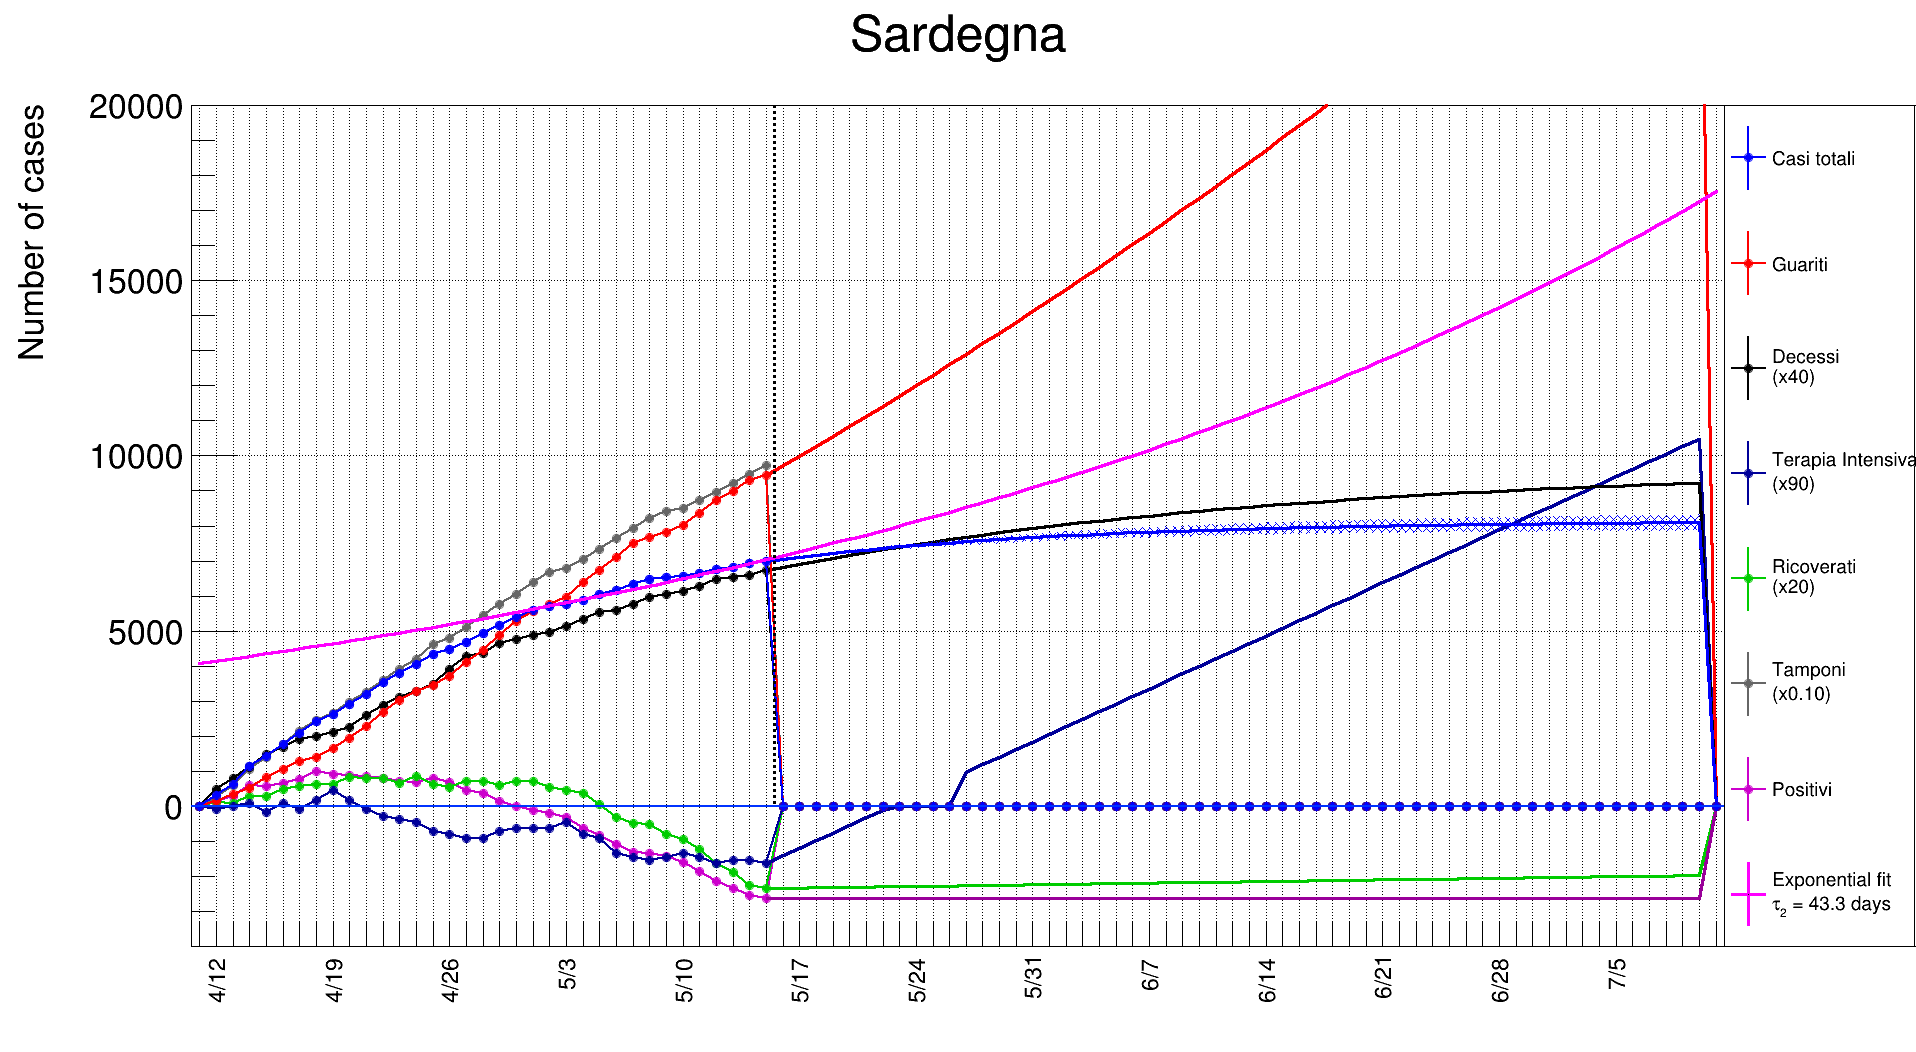 Sardegna
Number of cases
20000
15000
10000
5000
0
4/12
4/19
4/26
5/3
5/10
5/17
5/24
5/31
6/7
6/14
6/21
6/28
7/5
Casi totali
Guariti
Decessi
(x40)
Terapia Intensiva
(x90)
Ricoverati
(x20)
Tamponi
(x0.10)
Positivi
Exponential fit
τ2 = 43.3 days